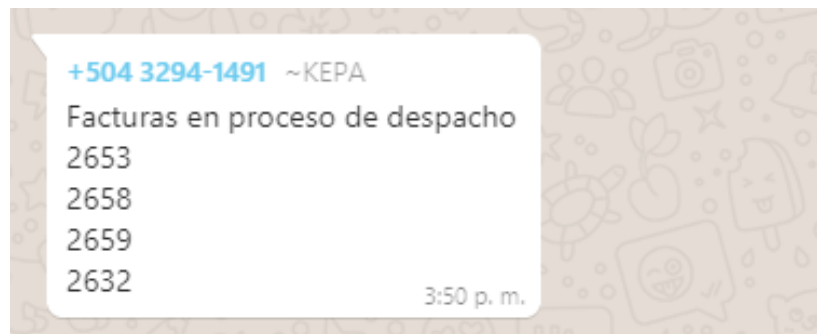 +504 3294-1491 ~KEPA
Facturas en proceso de despacho
2653
2658
2659
2632
3:50 p. m.